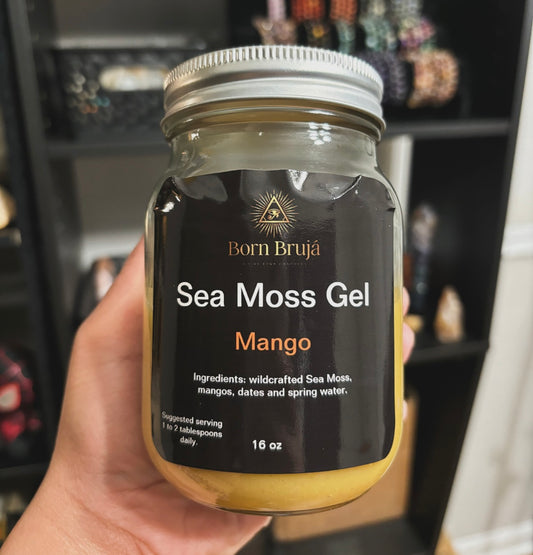 Born Brujá
Sea Moss Gel
Mango
Ingredients: wildcrafted Sea Moss,
mangos, dates and spring water.
Suggested serving
1 to 2 tablespoons
daily.
16 oz